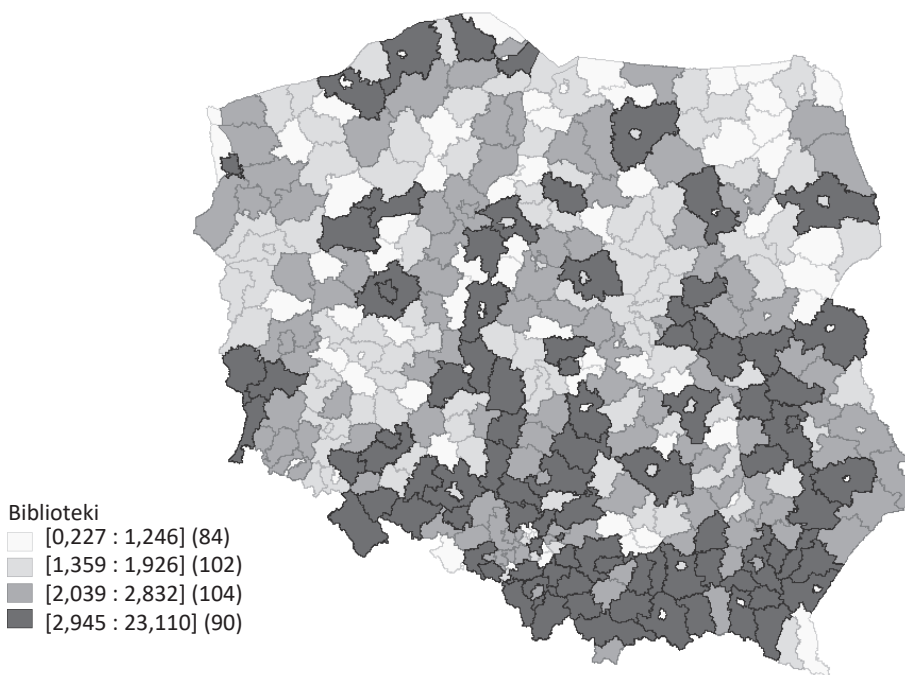 Biblioteki
[0,227 : 1,246] (84)
[1,359 : 1,926] (102)
[2,039 : 2,832] (104)
[2,945 : 23,110] (90)